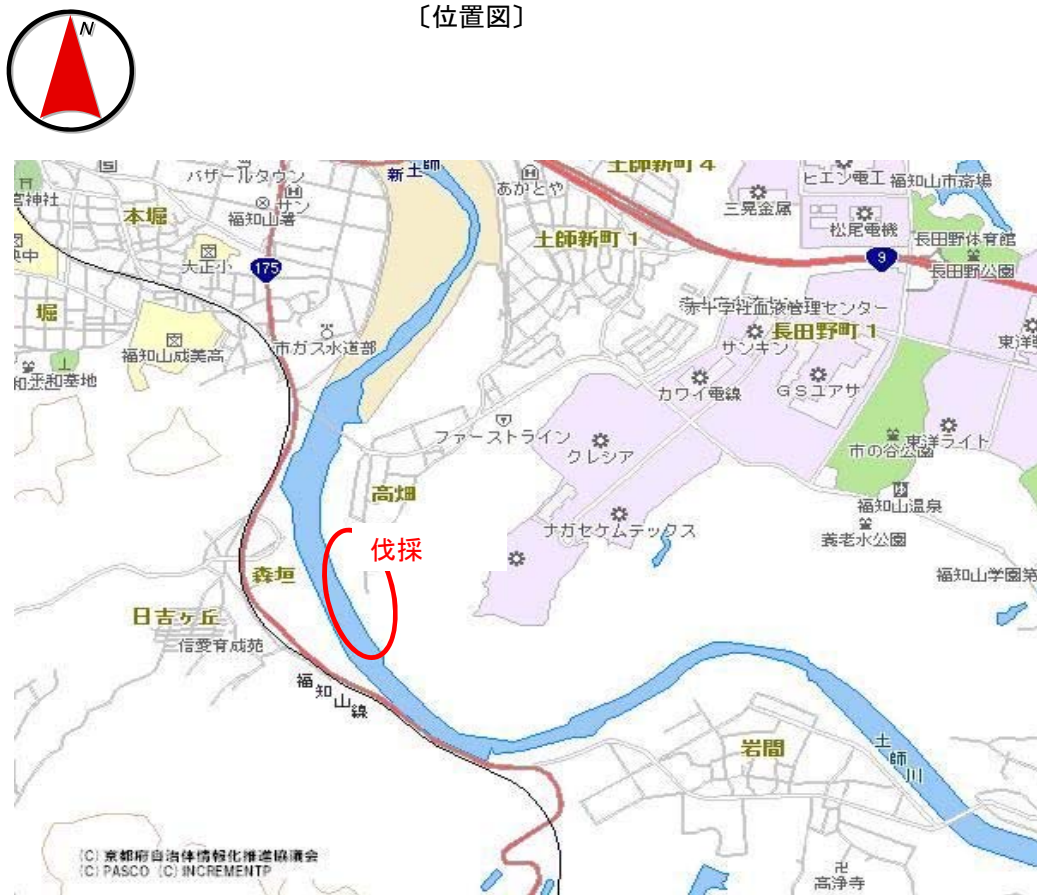 〔位置図〕
N
バザールタウン
新土師
土師新町4
ヒエン電工
福知山市斎場
宮神社
本堀
サン
福知山署
あかとや
三晃金属
松尾電機
大正小
175
土師新町1
9
長田野体育館
長田野公園
堀
赤十字社血液管理センター
長田野町1
福知山成美高
市ガス水道部
サンキン
平和墓地
カワイ電線
GSユアサ
ファーストライン
クレシア
市の谷公園
東洋ライト
高畑
福知山温泉
ナガセケムテックス
養老水公園
伐採
森垣
福知山学園第
日吉ヶ丘
信愛育成苑
福知山線
岩間
土師川
(C) 京都府自治体情報化推進協議会
(C) PASCO (C) INCREMENTP
高浄寺